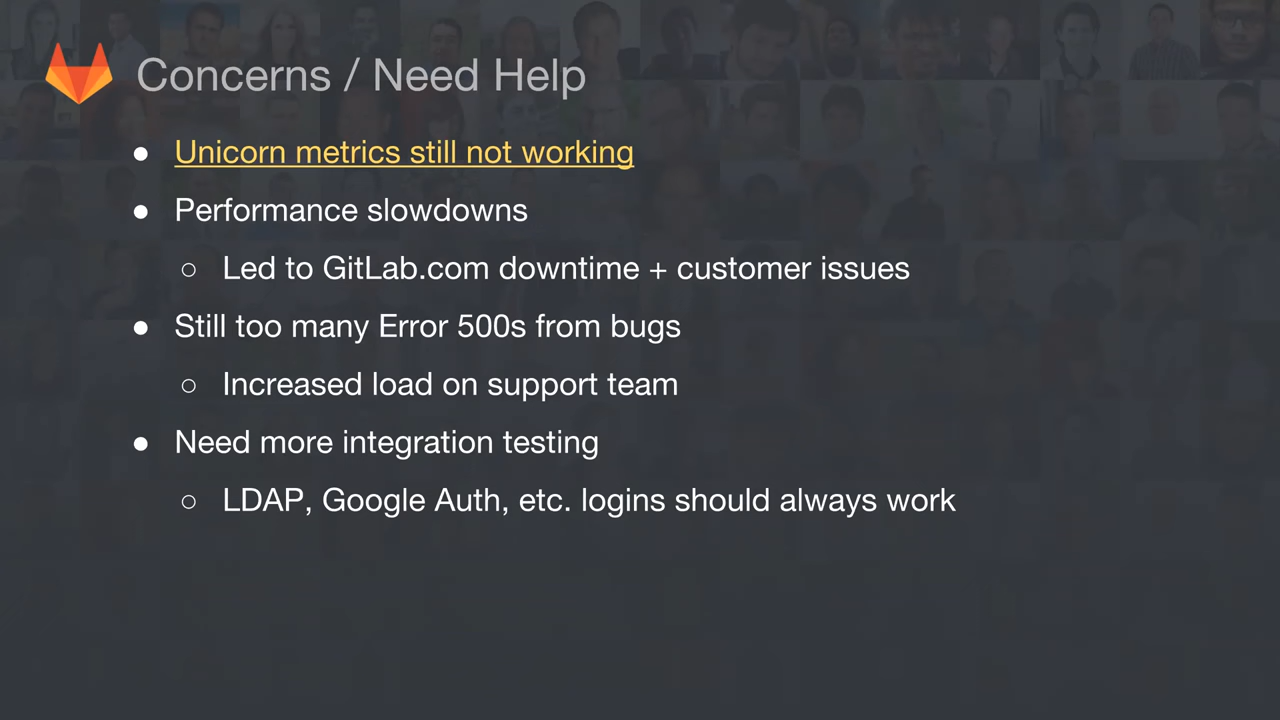 Concerns / Need Help
● Unicorn metrics still not working
● Performance slowdowns
○ Led to GitLab.com downtime + customer issues
● Still too many Error 500s from bugs
○ Increased load on support team
● Need more integration testing
○ LDAP, Google Auth, etc. logins should always work